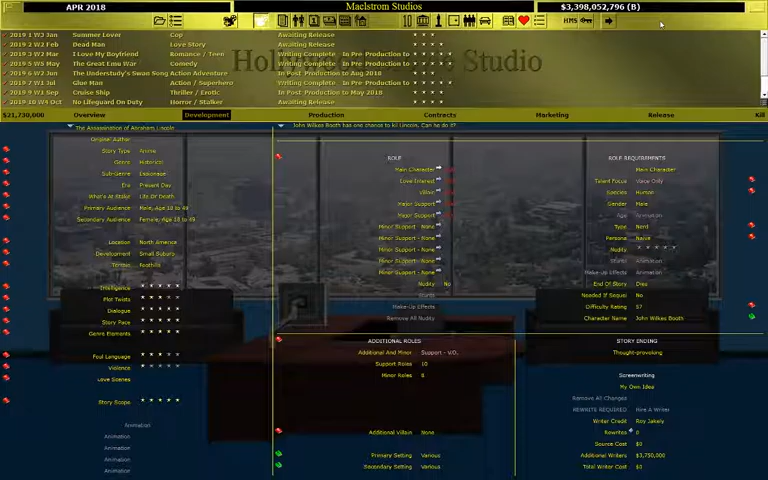 APR 2018
Maelstrom Studios
$3,398,052,796 (B)
HMS
2019 1 W2 Jan Summer Lover Cop Awaiting Release
2019 2 W2 Feb Dead Man Love Story Awaiting Release
2019 3 W2 Mar I Love My Boyfriend Romance / Teen Writing Complete - In Pre Production to
2019 5 W5 May The Great Emu War Comedy Writing Complete - In Pre Production to
2019 6 W2 Jun The Understudy's Swan Song Action Adventure In Post Production to Aug 2018
2019 7 W1 Jul Glue Man Action / Superhero Writing Complete - In Pre Production to
2019 9 W1 Sep Cruise Ship Thriller / Erotic In Post Production to May 2018
2019 10 W4 Oct No Lifeguard On Duty Horror / Stalker Awaiting Release
$21,730,000 Overview Development Production Contracts Marketing Release Kill
The Assassination of Abraham Lincoln
John Wilkes Booth has one chance to kill Lincoln. Can he do it?
Original Author
Story Type Anime
Genre Historical
Sub-Genre Espionage
Era Present Day
What's At Stake Life Or Death
Primary Audience Male, Age 18 to 49
Secondary Audience Female, Age 18 to 49
Location North America
Development Small Suburb
Terrain Foothills
Intelligence
Plot Twists
Dialogue
Story Pace
Genre Elements
Foul Language
Violence
Love Scenes
Story Scope
Animation
Animation
Animation
Animation
Animation
ROLE
Main Character
Love Interest
Villain
Major Support
Major Support
Minor Support - None
Minor Support - None
Minor Support - None
Minor Support - None
Minor Support - None
Nudity No
Stunts
Make-Up Effects
Remove All Nudity
ROLE REQUIREMENTS
Main Character
Talent Focus Voice Only
Species Human
Gender Male
Age Animation
Type Nerd
Persona Naive
Nudity
Stunts Animation
Make-Up Effects Animation
End Of Story Dies
Needed If Sequel No
Difficulty Rating 57
Character Name John Wilkes Booth
ADDITIONAL ROLES
Additional And Minor Support - V.O..
Support Roles 10
Minor Roles 8
Additional Villain None
Primary Setting Various
Secondary Setting Various
STORY ENDING
Thought-provoking
Screenwriting
My Own Idea
Remove All Changes
REWRITE REQUIRED Hire A Writer
Writer Credit Roy Jakely
Rewrites 0
Source Cost $0
Additional Writers $3,750,000
Total Writer Cost $0